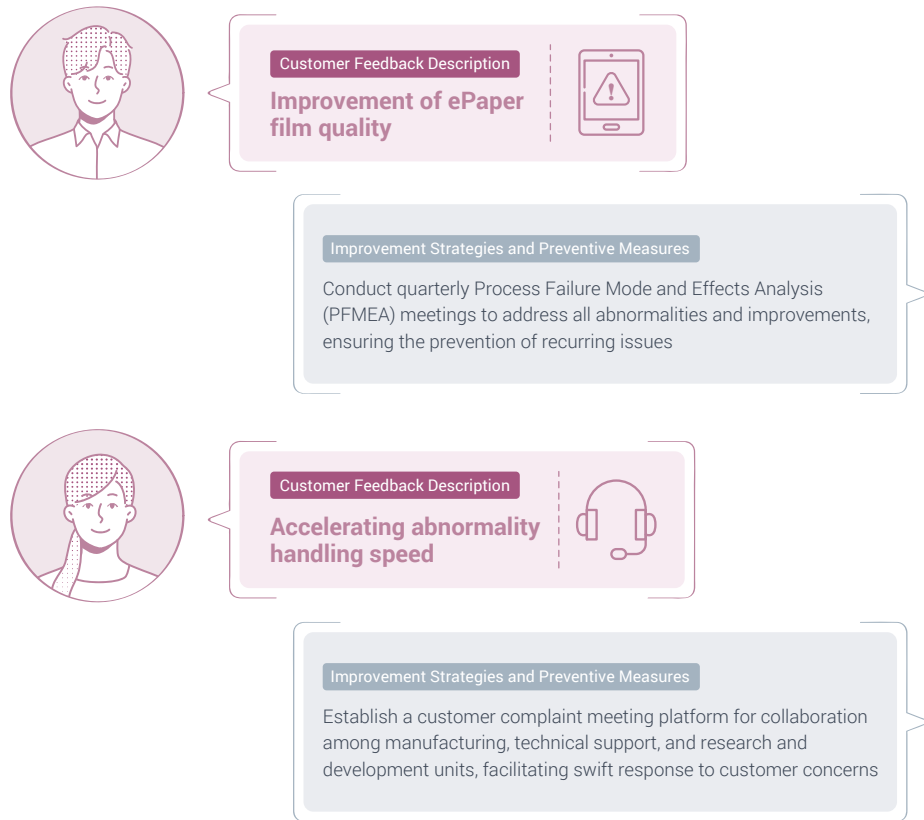 Customer Feedback Description
Improvement of ePaper
film quality
Improvement Strategies and Preventive Measures
Conduct quarterly Process Failure Mode and Effects Analysis
(PFMEA) meetings to address all abnormalities and improvements,
ensuring the prevention of recurring issues
Customer Feedback Description
Accelerating abnormality
handling speed
Improvement Strategies and Preventive Measures
Establish a customer complaint meeting platform for collaboration
among manufacturing, technical support, and research and
development units, facilitating swift response to customer concerns